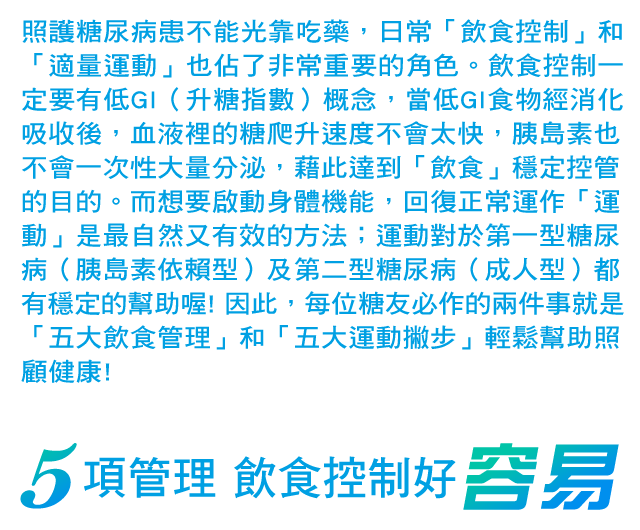 照護糖尿病患不能光靠吃藥，日常「飲食控制」和
「適量運動」也佔了非常重要的角色。飲食控制一
定要有低GI（升糖指數）概念，當低GI食物經消化
吸收後，血液裡的糖爬升速度不會太快，胰島素也
不會一次性大量分泌，藉此達到「飲食」穩定控管
的目的。而想要啟動身體機能，回復正常運作「運
動」是最自然又有效的方法；運動對於第一型糖尿
病（胰島素依賴型）及第二型糖尿病（成人型）都
有穩定的幫助喔! 因此，每位糖友必作的兩件事就是
「五大飲食管理」和「五大運動撇步」輕鬆幫助照
顧健康!
5項管理 飲食控制好容易